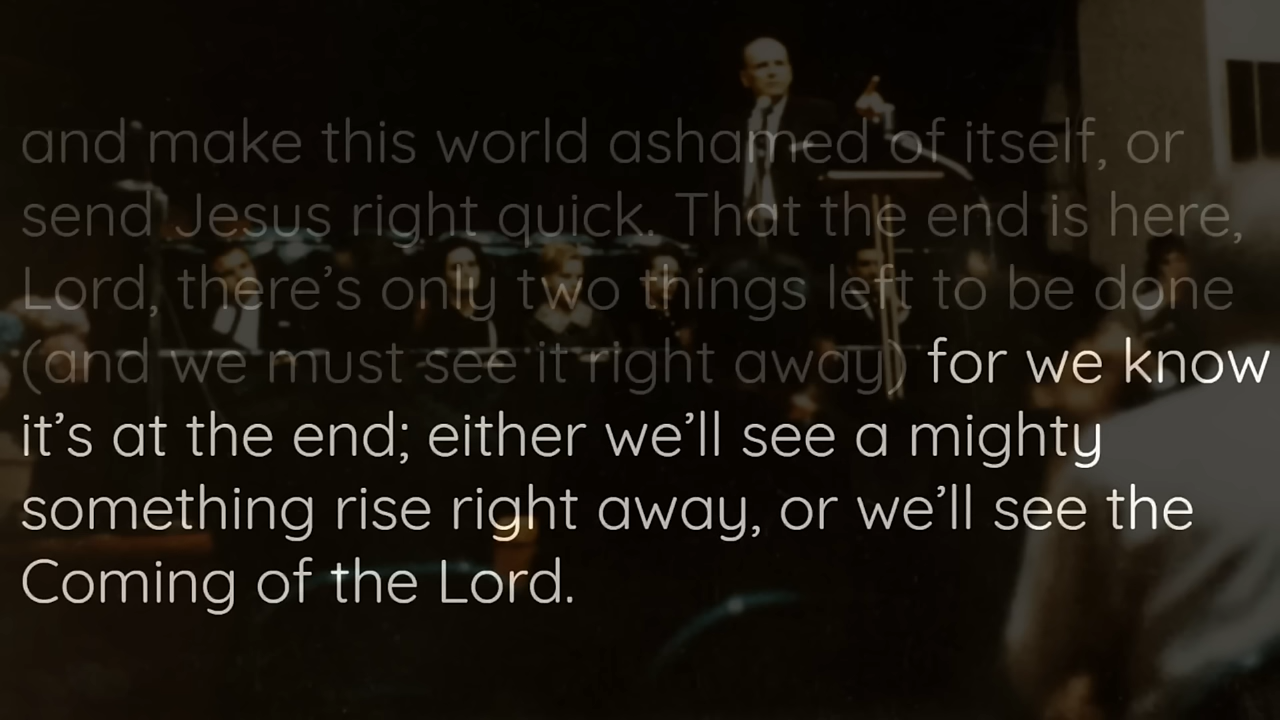 and make this world ashamed of itself, or
send Jesus right quick. That the end is here,
Lord, there’s only two things left to be done
(and we must see it right away) for we know
it’s at the end; either we’ll see a mighty
something rise right away, or we’ll see the
Coming of the Lord.